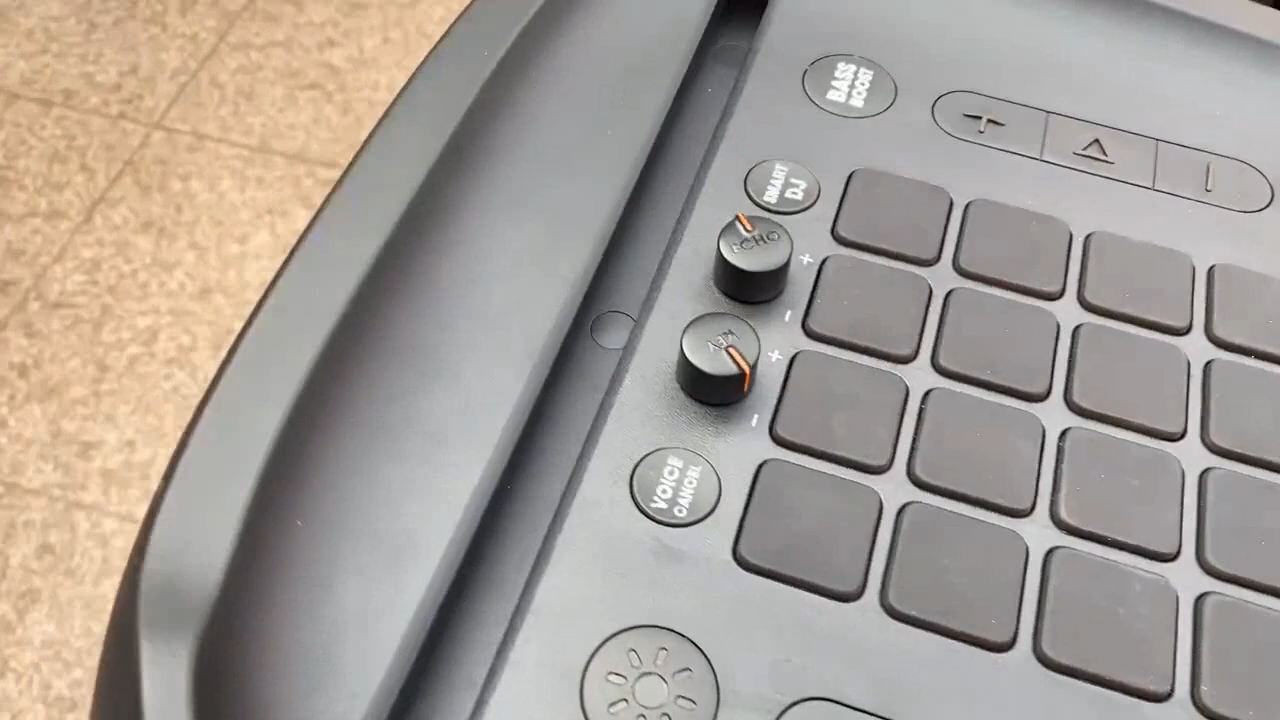 BASS
BOOST
+
-
SMART
DJ
ECHO
+
-
KEY
+
-
VOICE
CANCEL